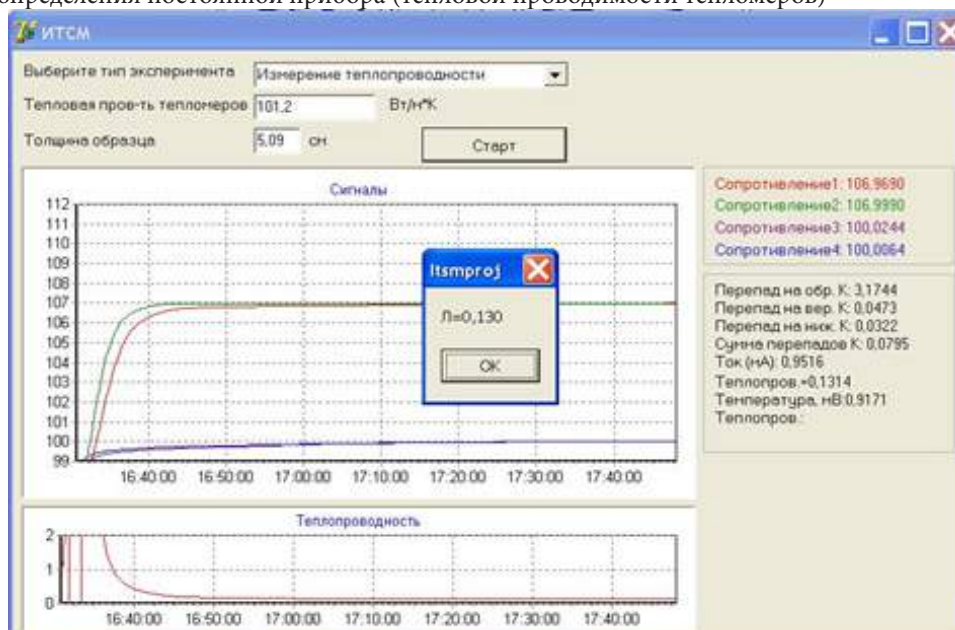 определения постоянной прибора (тепловой проводимости тепломеров)
ИТСМ
Выберите тип эксперимента Измерение теплопроводности
Тепловая пров-ть тепломеров 101,2 Вт/м*К
Толщина образца 5,09 см Старт
Сигналы
112
111
110
109
108
107
106
105
104
103
102
101
100
99
16:40:00 16:50:00 17:00:00 17:10:00 17:20:00 17:30:00 17:40:00
Itsmproj
Л=0,130
OK
Сопротивление1: 106,9690
Сопротивление2: 106,9990
Сопротивление3: 100,0244
Сопротивление4: 100,0064
Перепад на обр. К: 3,1744
Перепад на вер. К: 0,0473
Перепад на ниж. К: 0,0322
Сумма перепадов К: 0,0795
Ток (мА): 0,9516
Теплопров.=0,1314
Температура, мВ:0,9171
Теплопров.:
Теплопроводность
2
1
0
16:40:00 16:50:00 17:00:00 17:10:00 17:20:00 17:30:00 17:40:00